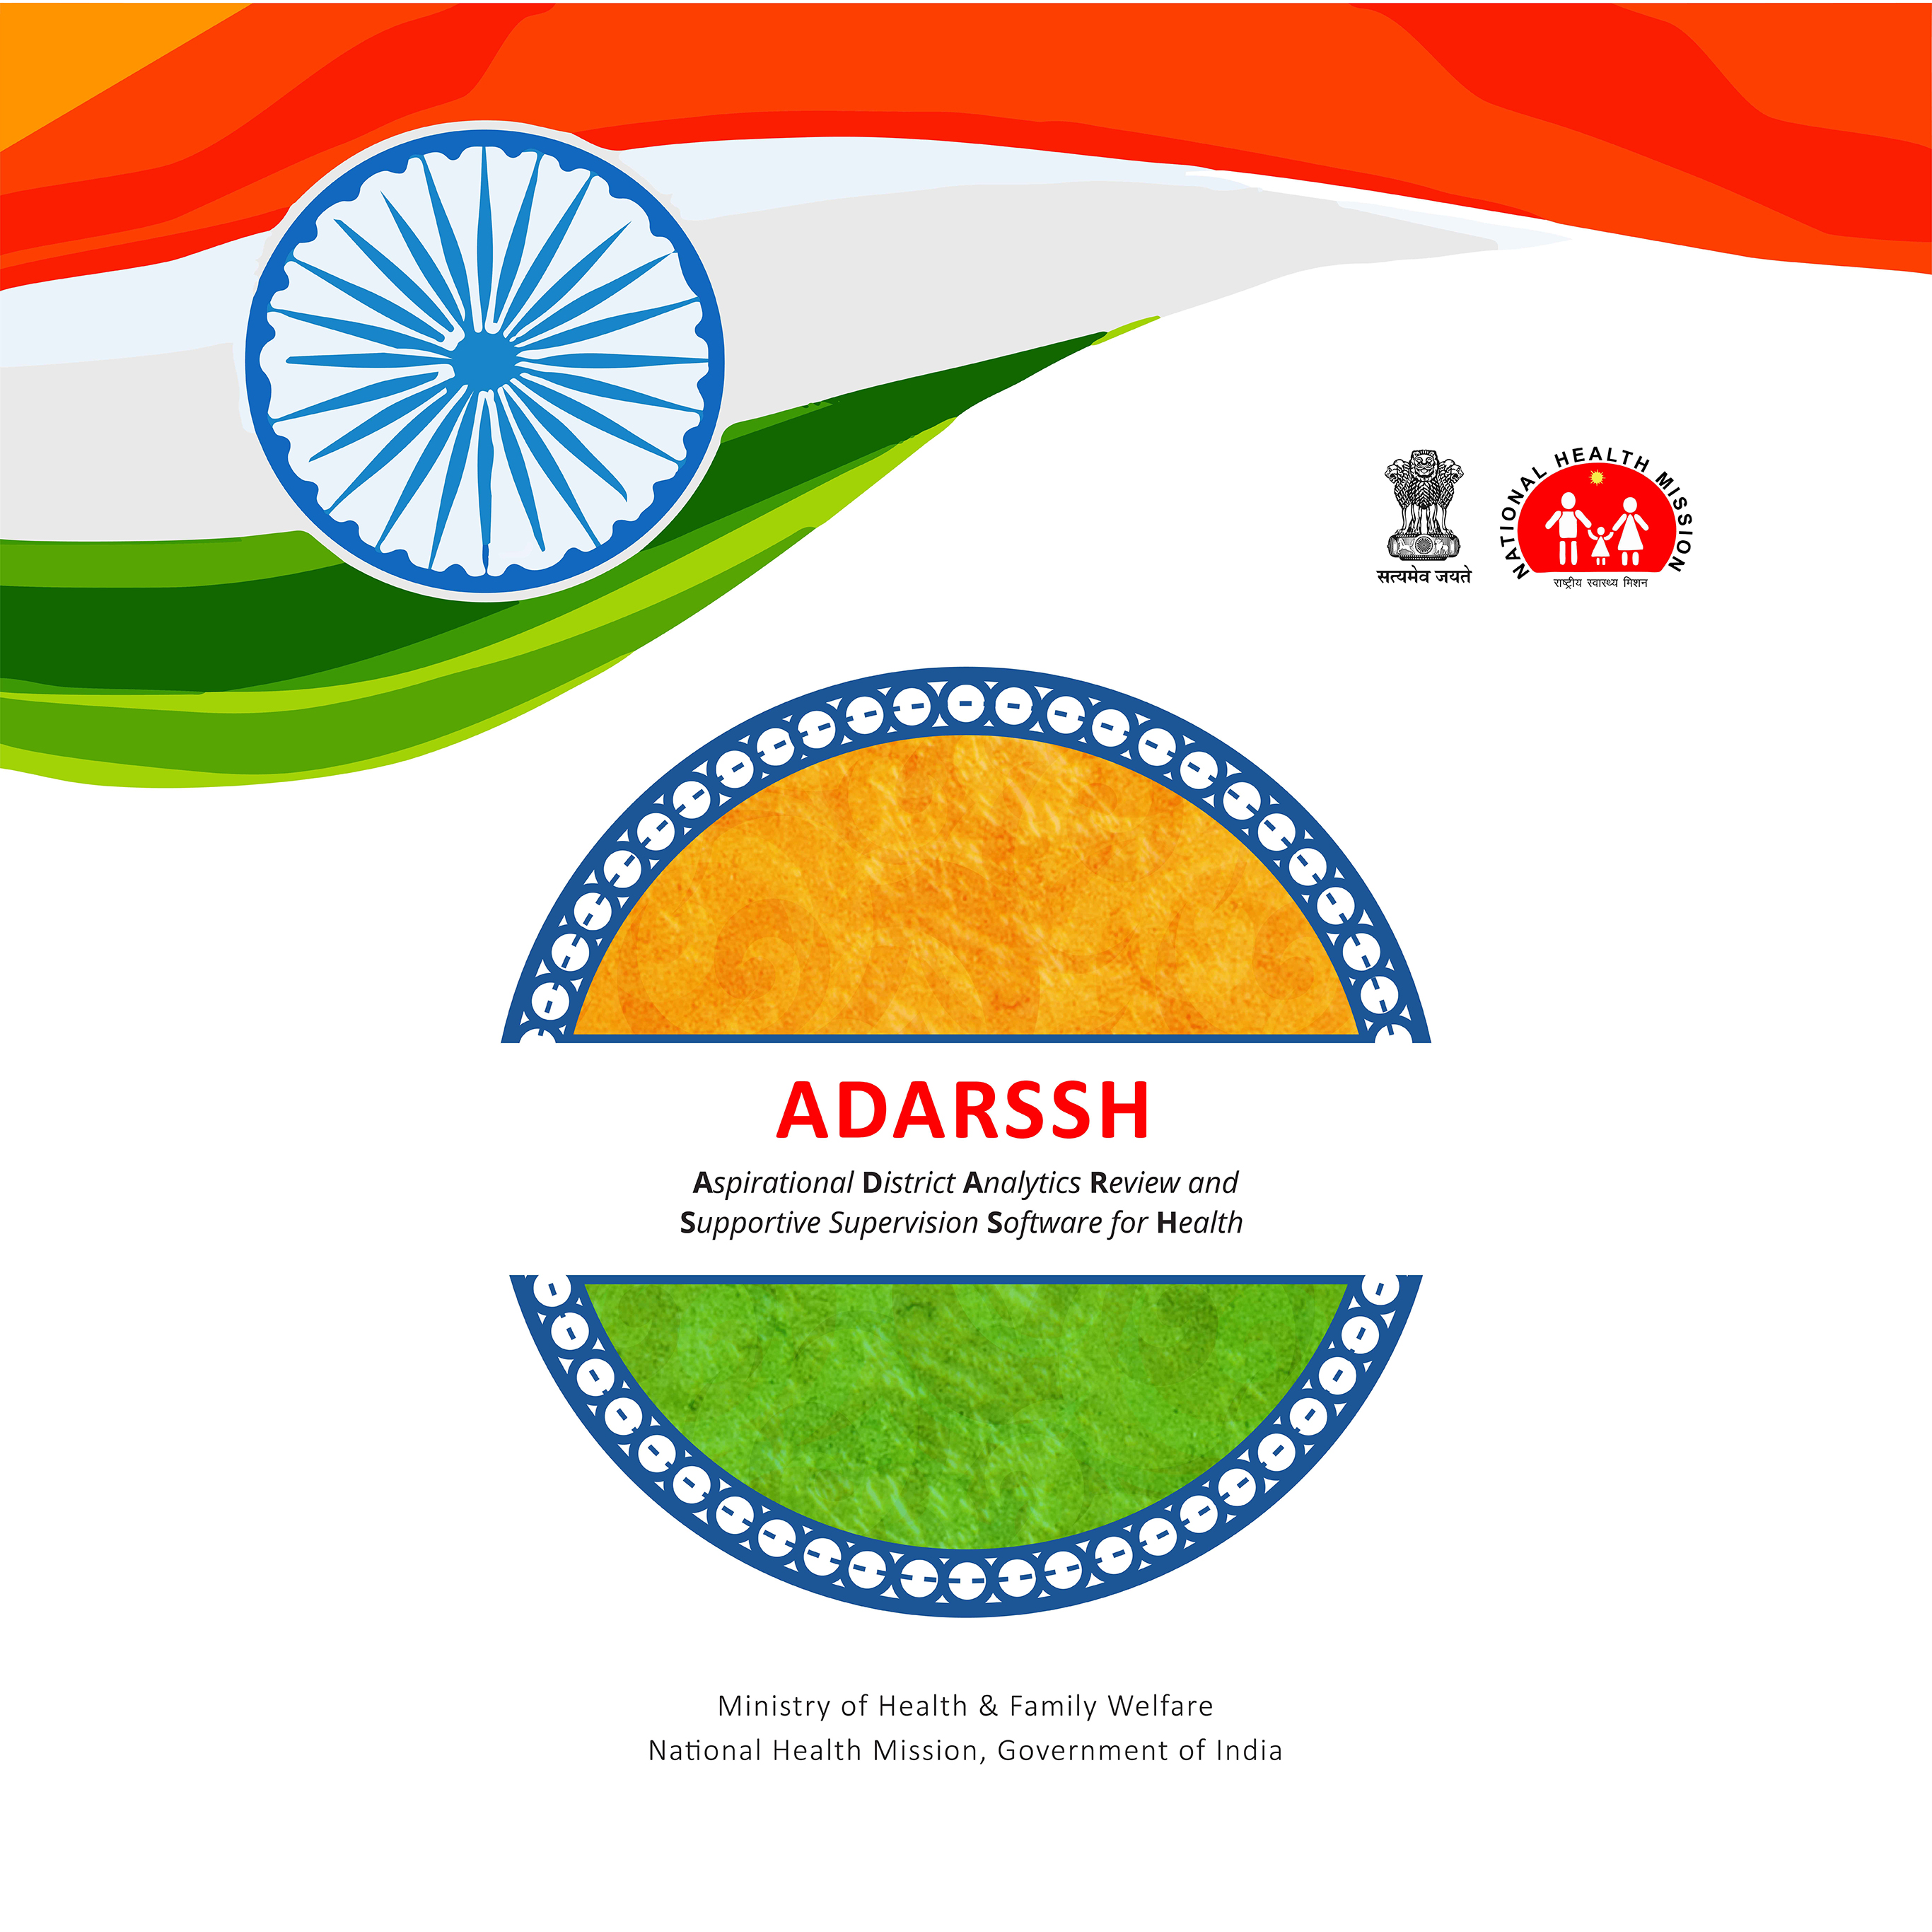 NATIONAL HEALTH MISSION
सत्यमेव जयते
राष्ट्रीय स्वास्थ्य मिशन
ADARSSH
Aspirational District Analytics Review and
Supportive Supervision Software for Health
Ministry of Health & Family Welfare
National Health Mission, Government of India